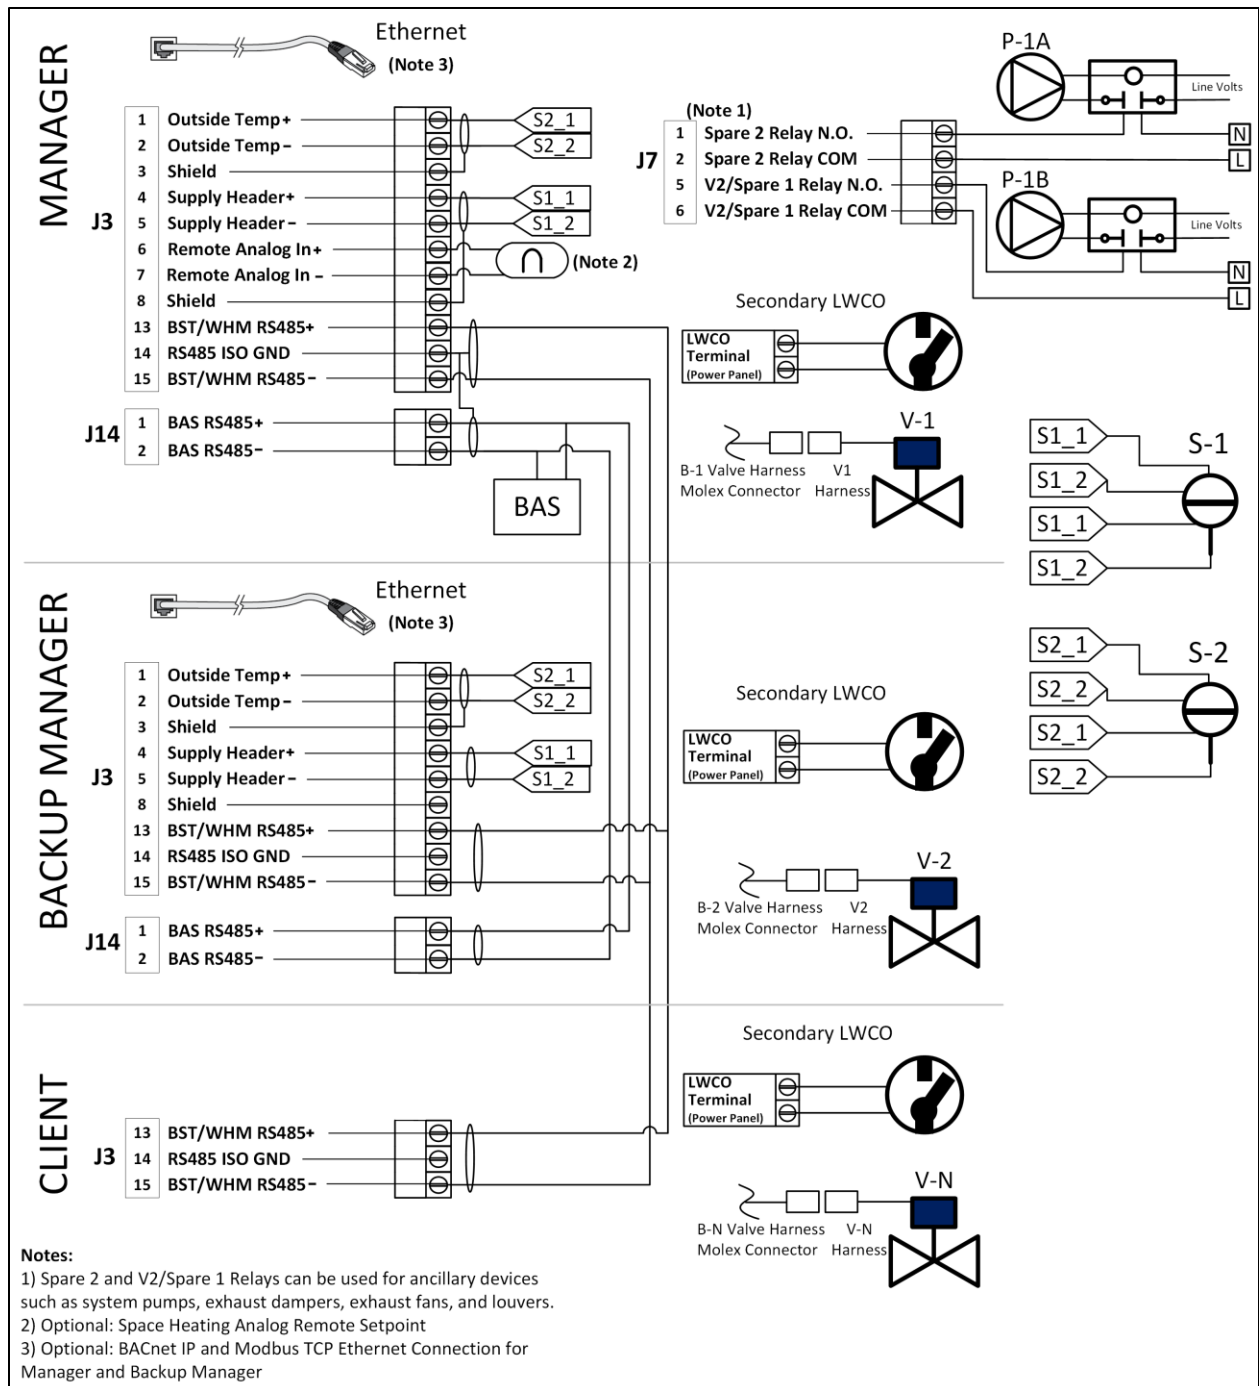 MANAGER
Ethernet
(Note 3)
J3
1 Outside Temp+ S2_1
2 Outside Temp- S2_2
3 Shield
4 Supply Header+ S1_1
5 Supply Header- S1_2
6 Remote Analog In+
7 Remote Analog In -
(Note 2)
8 Shield
13 BST/WHM RS485+
14 RS485 ISO GND
15 BST/WHM RS485-
J14
1 BAS RS485+
2 BAS RS485-
BAS
(Note 1)
J7
1 Spare 2 Relay N.O.
2 Spare 2 Relay COM
5 V2/Spare 1 Relay N.O.
6 V2/Spare 1 Relay COM
P-1A
Line Volts
N
L
P-1B
Line Volts
N
L
Secondary LWCO
LWCO
Terminal
(Power Panel)
V-1
B-1 Valve Harness V1
Molex Connector Harness
S1_1
S-1
S1_2
S1_1
S1_2
BACKUP MANAGER
Ethernet
(Note 3)
J3
1 Outside Temp+ S2_1
2 Outside Temp- S2_2
3 Shield
4 Supply Header+ S1_1
5 Supply Header- S1_2
8 Shield
13 BST/WHM RS485+
14 RS485 ISO GND
15 BST/WHM RS485-
J14
1 BAS RS485+
2 BAS RS485-
Secondary LWCO
LWCO
Terminal
(Power Panel)
V-2
B-2 Valve Harness V2
Molex Connector Harness
S2_1
S-2
S2_2
S2_1
S2_2
CLIENT
J3
13 BST/WHM RS485+
14 RS485 ISO GND
15 BST/WHM RS485-
Secondary LWCO
LWCO
Terminal
(Power Panel)
V-N
B-N Valve Harness V-N
Molex Connector Harness
Notes:
1) Spare 2 and V2/Spare 1 Relays can be used for ancillary devices
such as system pumps, exhaust dampers, exhaust fans, and louvers.
2) Optional: Space Heating Analog Remote Setpoint
3) Optional: BACnet IP and Modbus TCP Ethernet Connection for
Manager and Backup Manager